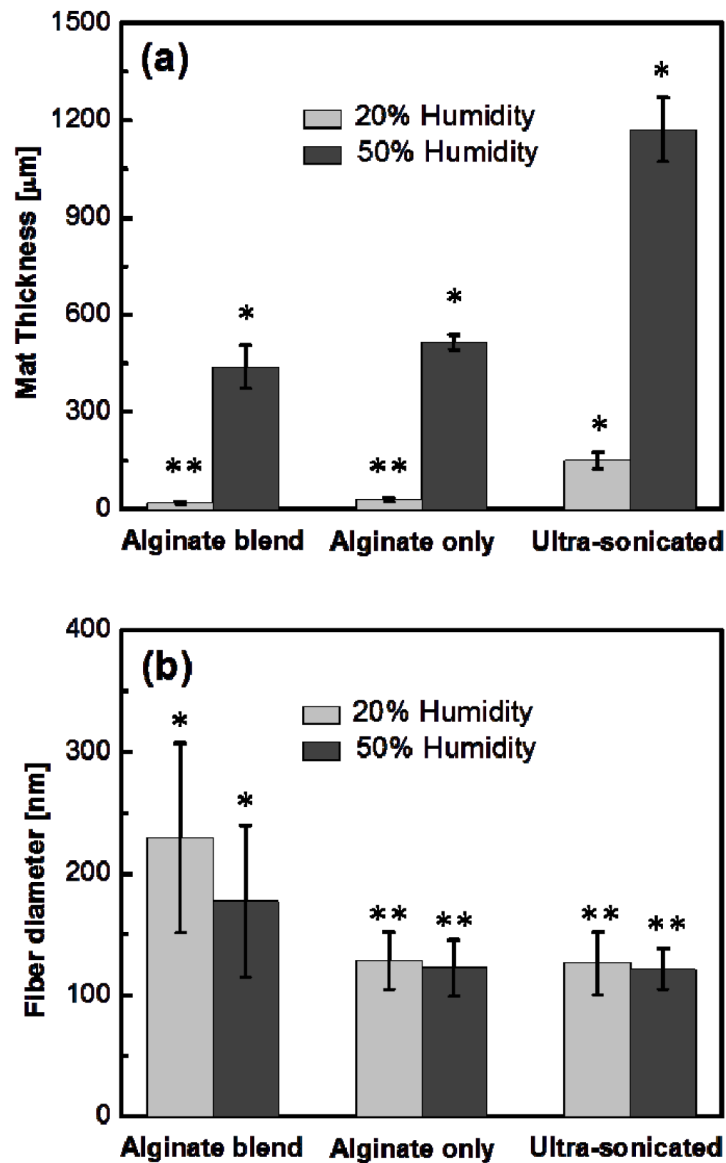 1500
(a)
*
20% Humidity
50% Humidity
1200
900
Mat Thickness [μm]
600
*
*
300
**
**
*
0
Alginate blend Alginate only Ultra-sonicated
400
(b)
*
20% Humidity
50% Humidity
300
*
Fiber diameter [nm]
200
** ** ** **
100
0
Alginate blend Alginate only Ultra-sonicated